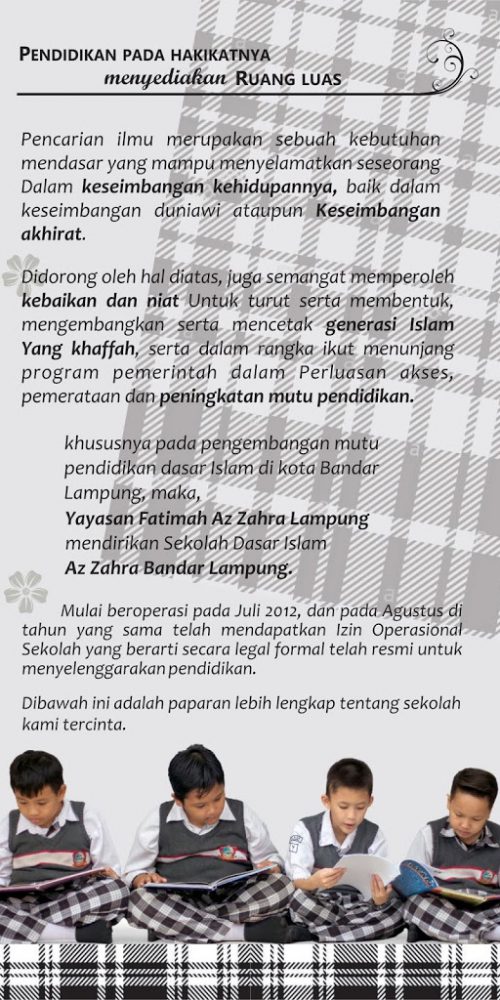 PENDIDIKAN PADA HAKIKATNYA
menyediakan RUANG LUAS
Pencarian ilmu merupakan sebuah kebutuhan
mendasar yang mampu menyelamatkan seseorang
Dalam keseimbangan kehidupannya, baik dalam
keseimbangan duniawi ataupun Keseimbangan
akhirat.
Didorong oleh hal diatas, juga semangat memperoleh
kebaikan dan niat Untuk turut serta membentuk,
mengembangkan serta mencetak generasi Islam
Yang khaffah, serta dalam rangka ikut menunjang
program pemerintah dalam Perluasan akses,
pemerataan dan peningkatan mutu pendidikan.
khususnya pada pengembangan mutu
pendidikan dasar Islam di kota Bandar
Lampung, maka,
Yayasan Fatimah Az Zahra Lampung
mendirikan Sekolah Dasar Islam
Az Zahra Bandar Lampung.
Mulai beroperasi pada Juli 2012, dan pada Agustus di
tahun yang sama telah mendapatkan Izin Operasional
Sekolah yang berarti secara legal formal telah resmi untuk
menyelenggarakan pendidikan.
Dibawah ini adalah paparan lebih lengkap tentang sekolah
kami tercinta.